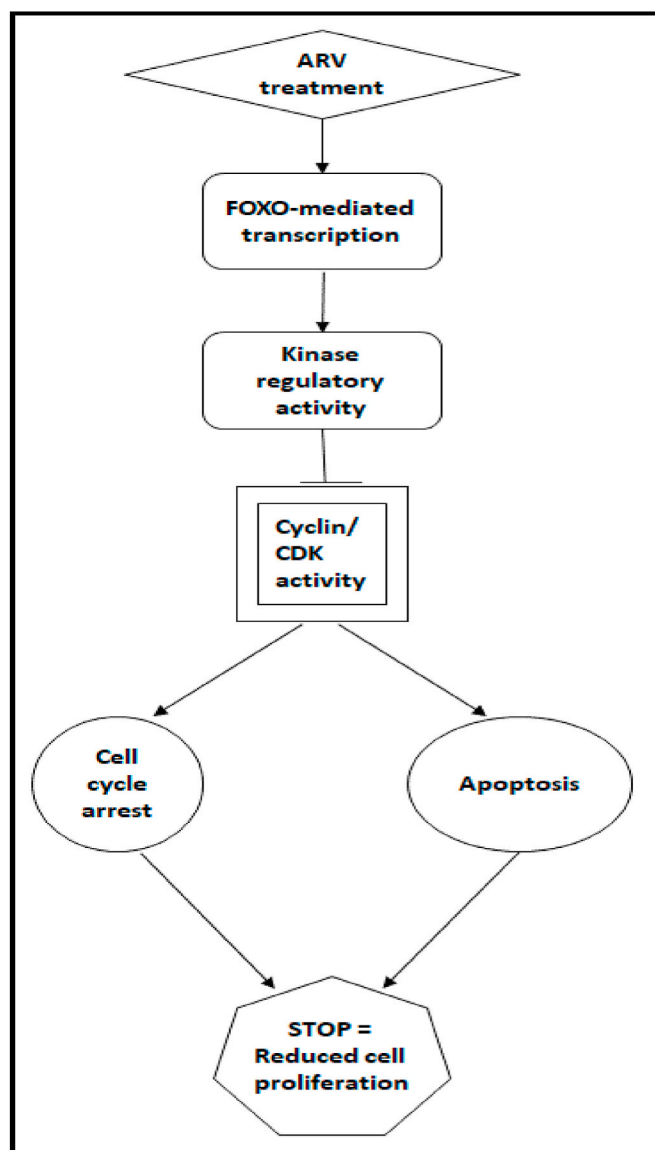 ARV
treatment
FOXO-mediated
transcription
Kinase
regulatory
activity
Cyclin/
CDK
activity
Cell
cycle
arrest
Apoptosis
STOP =
Reduced cell
proliferation